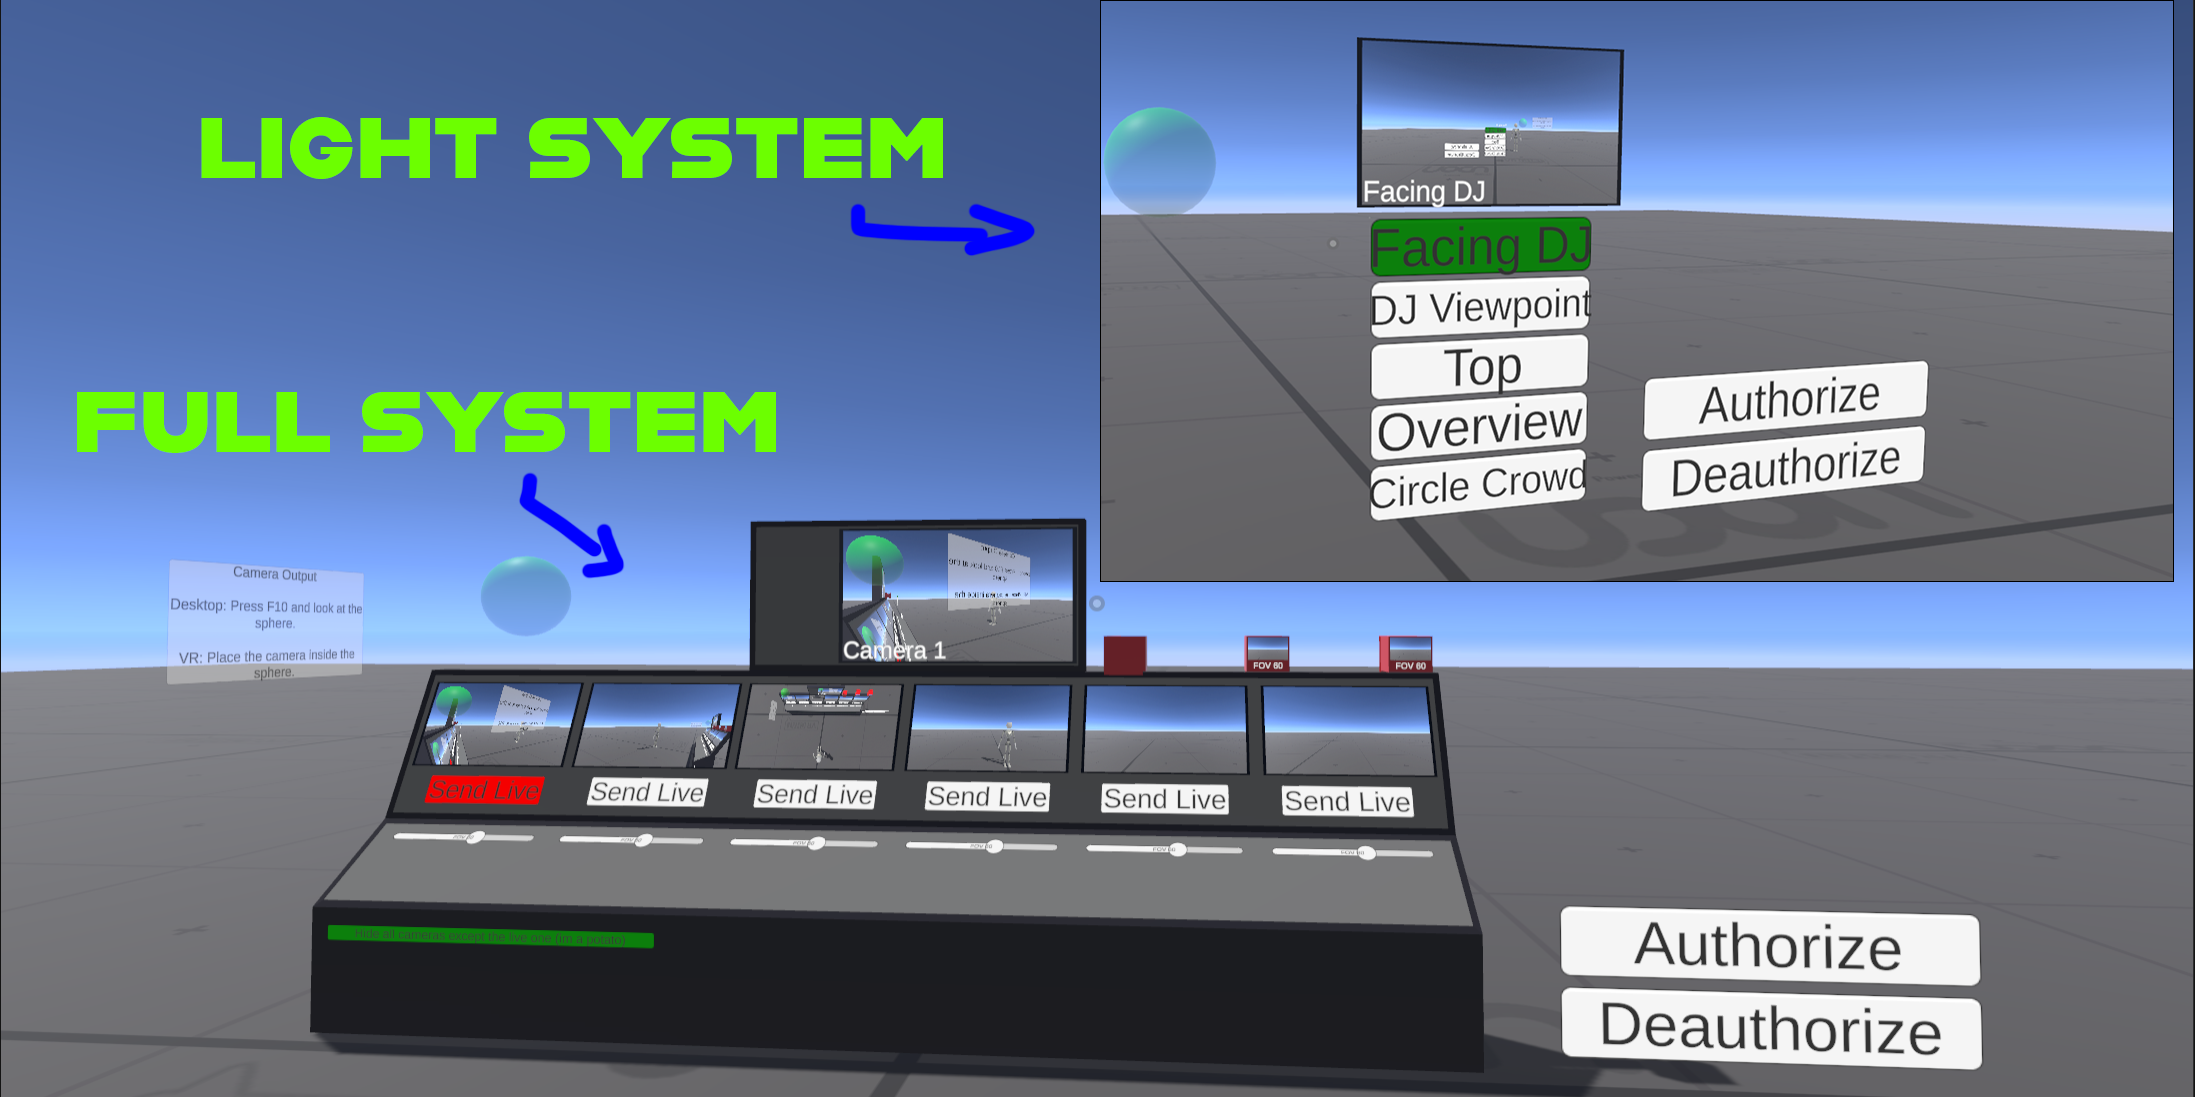 LIGHT SYSTEM
FULL SYSTEM
Facing DJ
Facing DJ
DJ Viewpoint
Top
Overview
Circle Crowd
Authorize
Deauthorize
Camera Output
Desktop: Press F10 and look at the
sphere.
VR: Place the camera inside the
sphere.
Camera 1
FOV 60
FOV 60
Send Live
Send Live
Send Live
Send Live
Send Live
Send Live
Hide all cameras except the live one (im a potato)
Authorize
Deauthorize